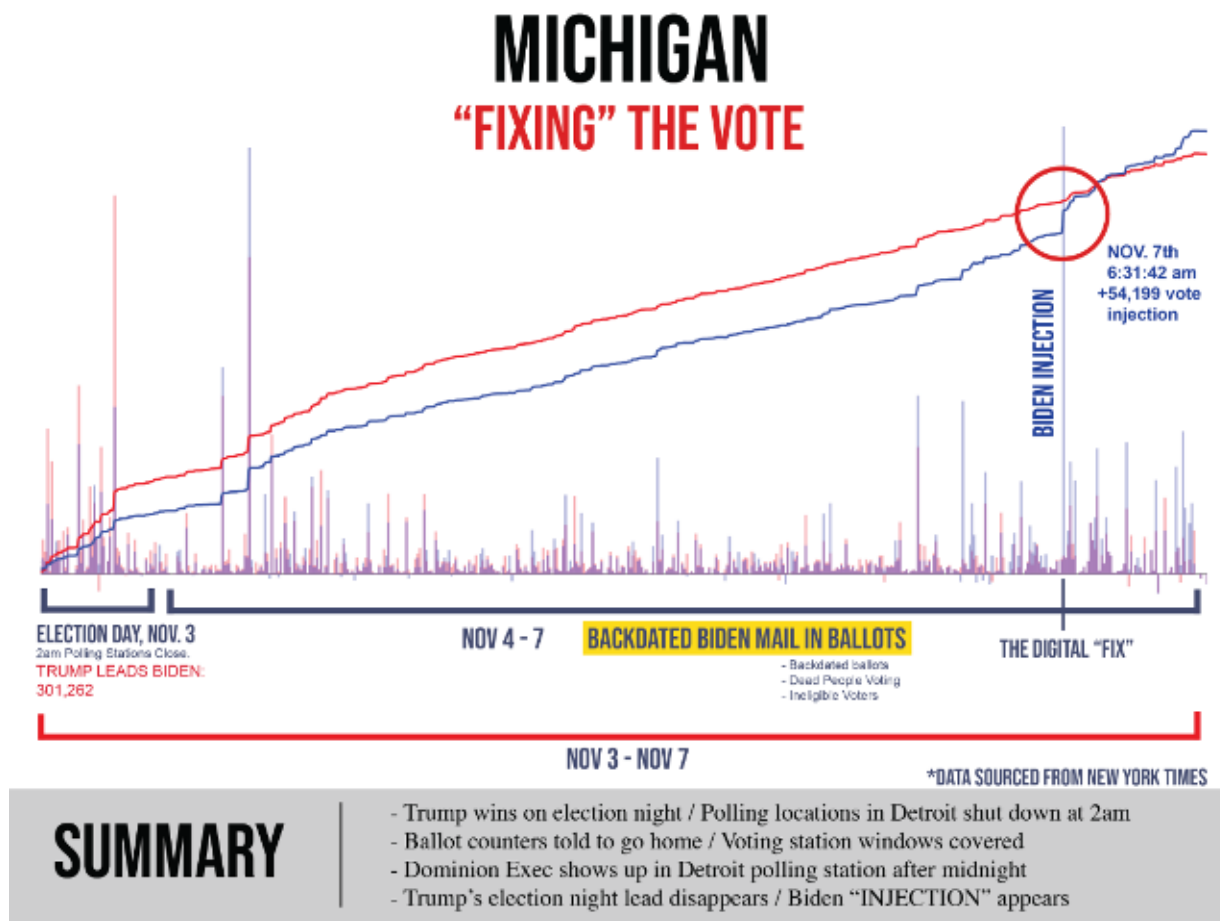 MICHIGAN
“FIXING” THE VOTE
NOV. 7th
6:31:42 am
+54,199 vote
injection
BIDEN INJECTION
ELECTION DAY, NOV. 3
2am Polling Stations Close.
TRUMP LEADS BIDEN:
301,262
NOV 4 - 7
BACKDATED BIDEN MAIL IN BALLOTS
- Backdated ballots
- Dead People Voting
- Ineligible Voters
THE DIGITAL “FIX”
NOV 3 - NOV 7
*DATA SOURCED FROM NEW YORK TIMES
SUMMARY
- Trump wins on election night / Polling locations in Detroit shut down at 2am
- Ballot counters told to go home / Voting station windows covered
- Dominion Exec shows up in Detroit polling station after midnight
- Trump’s election night lead disappears / Biden “INJECTION” appears